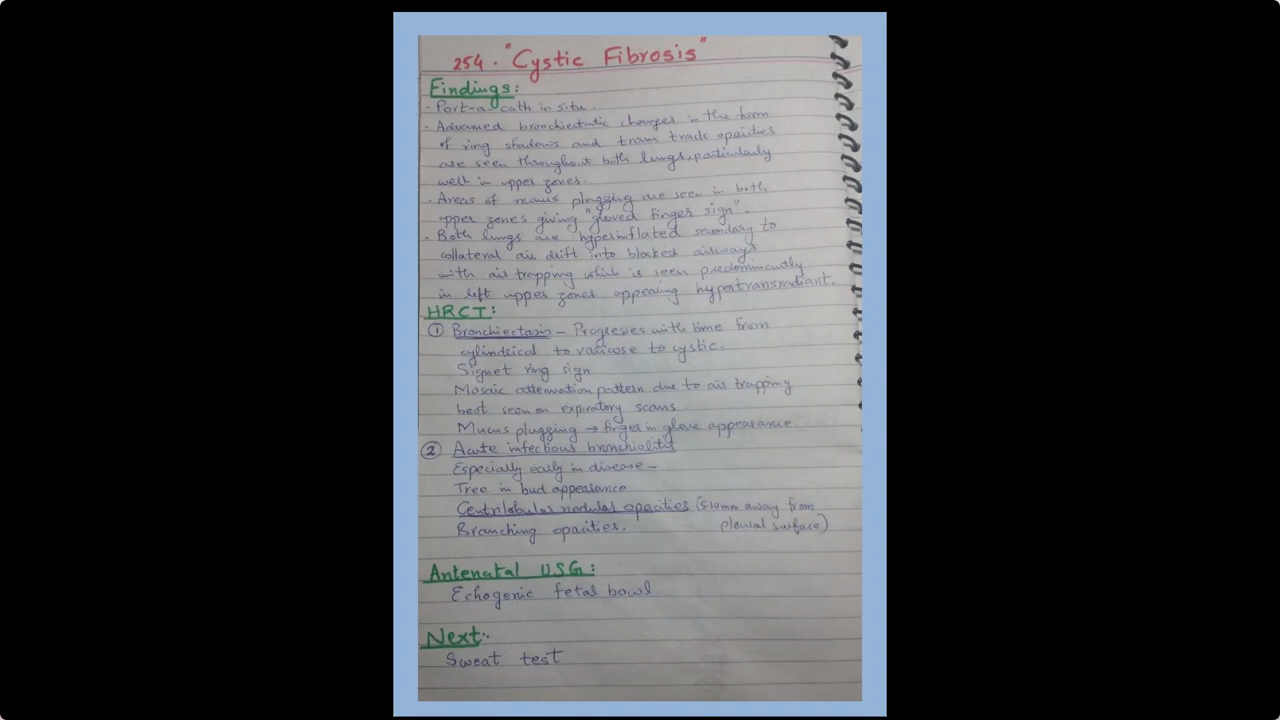 254. "Cystic Fibrosis"
Findings:
· Port-a-cath in situ.
· Advanced bronchiectatic changes in the form
of ring shadows and tram track opacities
are seen throughout both lungs, particularly
well in upper zones.
· Areas of mucus plugging are seen in both
upper zones giving "gloved finger sign".
· Both lungs are hyperinflated secondary to
collateral air drift into blocked airways
with air trapping which is seen predominantly
in left upper zones appearing hypertransradiant.
HRCT:
① Bronchiectasis – Progresses with time from
cylindrical to varicose to cystic.
Signet ring sign
Mosaic attenuation pattern due to air trapping
best seen on expiratory scans.
Mucus plugging → finger in glove appearance
② Acute infectious bronchiolitis
Especially early in disease –
Tree in bud appearance
Centrilobular nodular opacities (5-10mm away from
pleural surface)
Branching opacities.
Antenatal USG:
Echogenic fetal bowl.
Next:
Sweat test